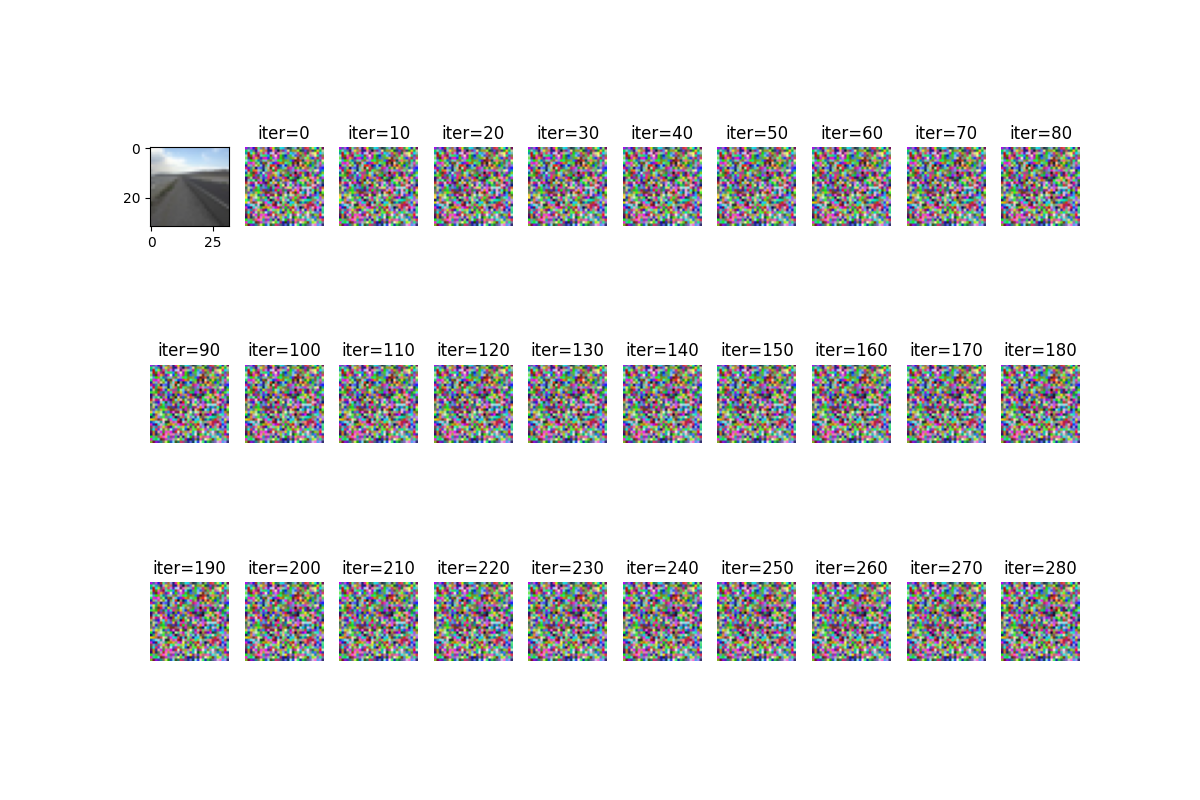 iter=0 iter=10 iter=20 iter=30 iter=40 iter=50 iter=60 iter=70 iter=80
0
20
0 25
iter=90 iter=100 iter=110 iter=120 iter=130 iter=140 iter=150 iter=160 iter=170 iter=180
iter=190 iter=200 iter=210 iter=220 iter=230 iter=240 iter=250 iter=260 iter=270 iter=280